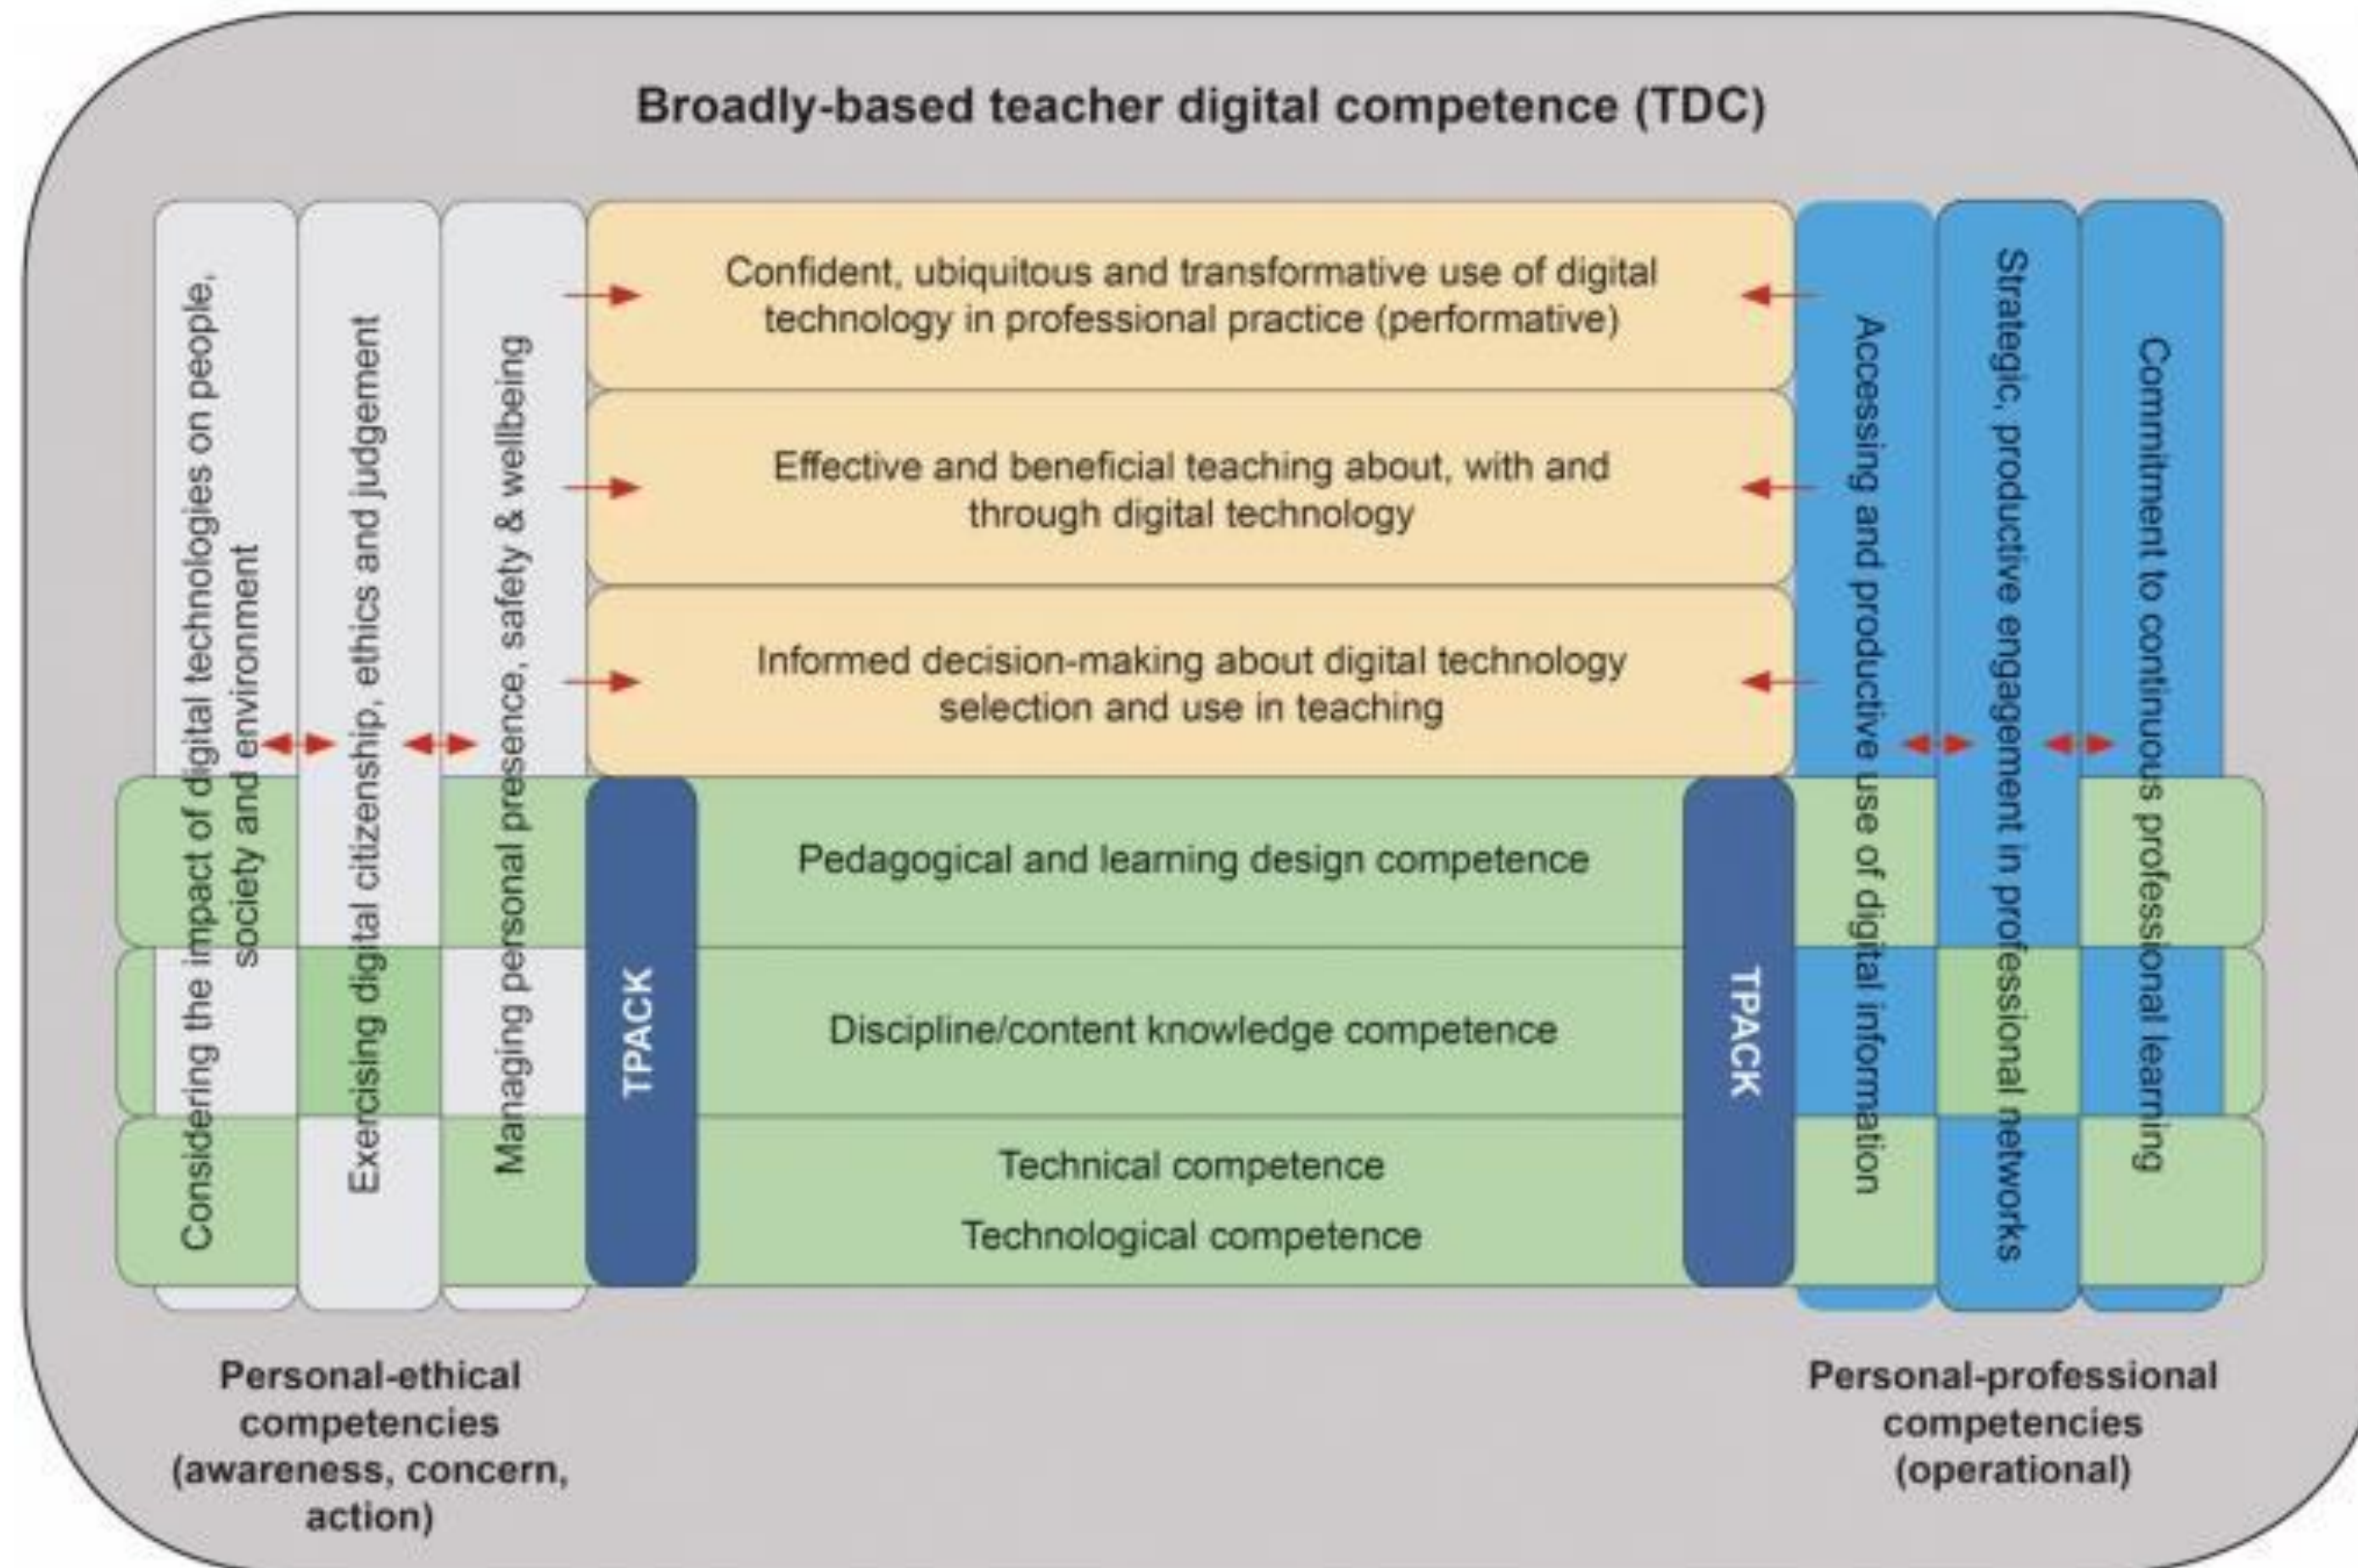 Broadly-based teacher digital competence (TDC)
Considering the impact of digital technologies on people,
society and environment
Exercising digital citizenship, ethics and judgement
Managing personal presence, safety & wellbeing
Confident, ubiquitous and transformative use of digital
technology in professional practice (performative)
Effective and beneficial teaching about, with and
through digital technology
Informed decision-making about digital technology
selection and use in teaching
TPACK
Pedagogical and learning design competence
Discipline/content knowledge competence
Technical competence
Technological competence
TPACK
Accessing and productive use of digital information
Strategic, productive engagement in professional networks
Commitment to continuous professional learning
Personal-ethical
competencies
(awareness, concern,
action)
Personal-professional
competencies
(operational)